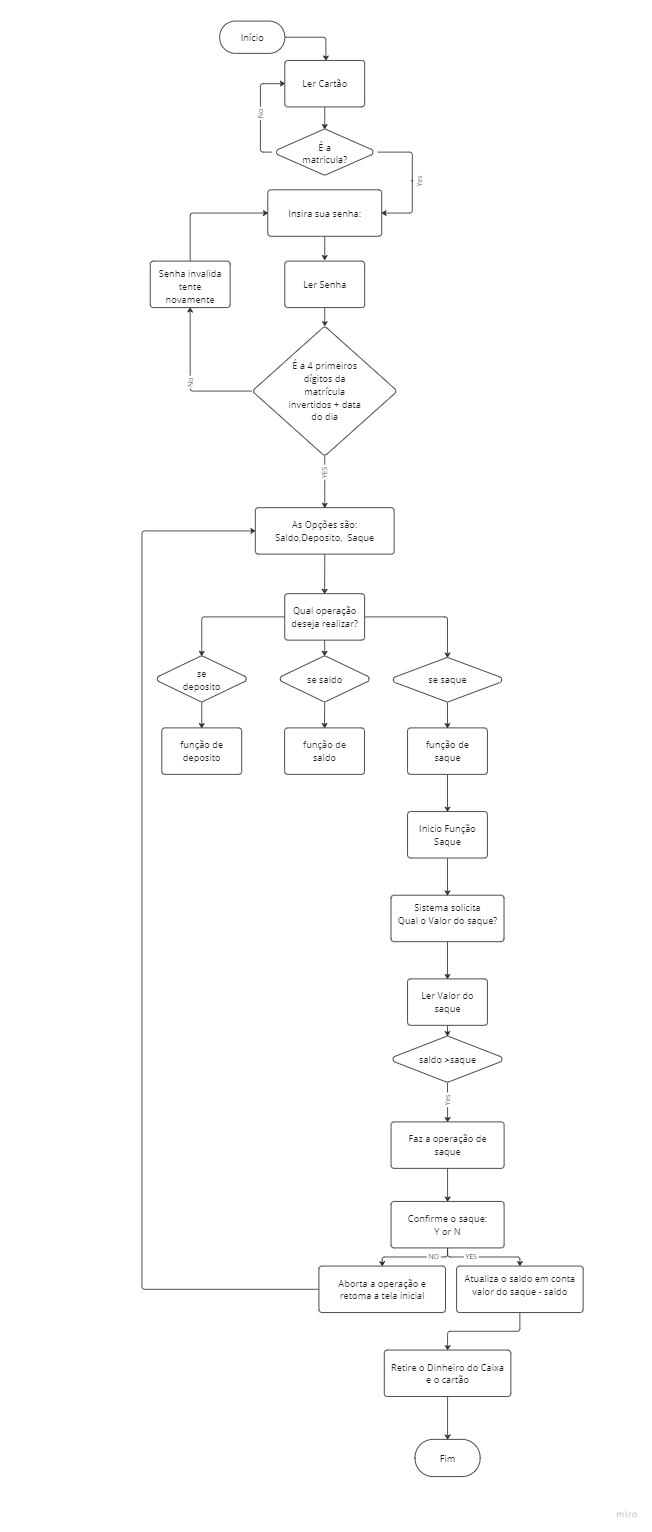 Início
Ler Cartão
No
É a
matricula?
Yes
Insira sua senha:
Senha invalida
tente
novamente
Ler Senha
No
É a 4 primeiros
dígitos da
matrícula
invertidos + data
do dia
YES
As Opções são:
Saldo,Deposito, Saque
Qual operação
deseja realizar?
se
deposito
se saldo
se saque
função de
deposito
função de
saldo
função de
saque
Inicio Função
Saque
Sistema solicita
Qual o Valor do saque?
Ler Valor do
saque
saldo >saque
Yes
Faz a operação de
saque
Confirme o saque:
Y or N
NO
YES
Aborta a operação e
retorna a tela inicial
Atualiza o saldo em conta
valor do saque - saldo
Retire o Dinheiro do Caixa
e o cartão
Fim
miro